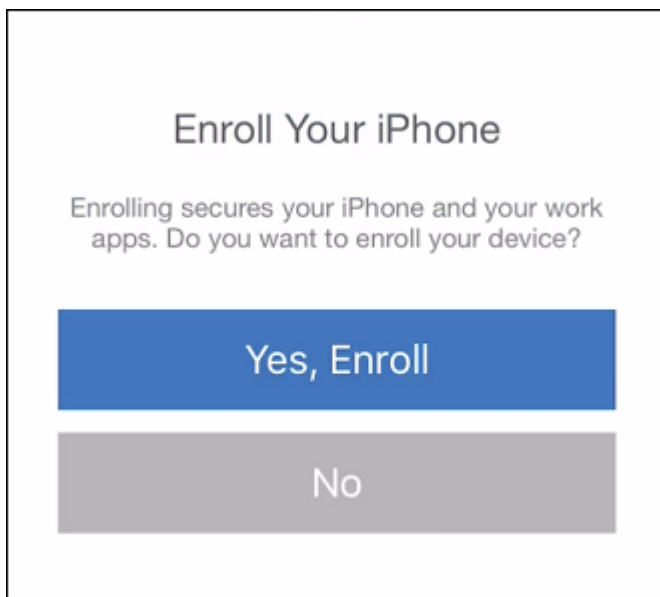 Enroll Your iPhone
Enrolling secures your iPhone and your work
apps. Do you want to enroll your device?
Yes, Enroll
No